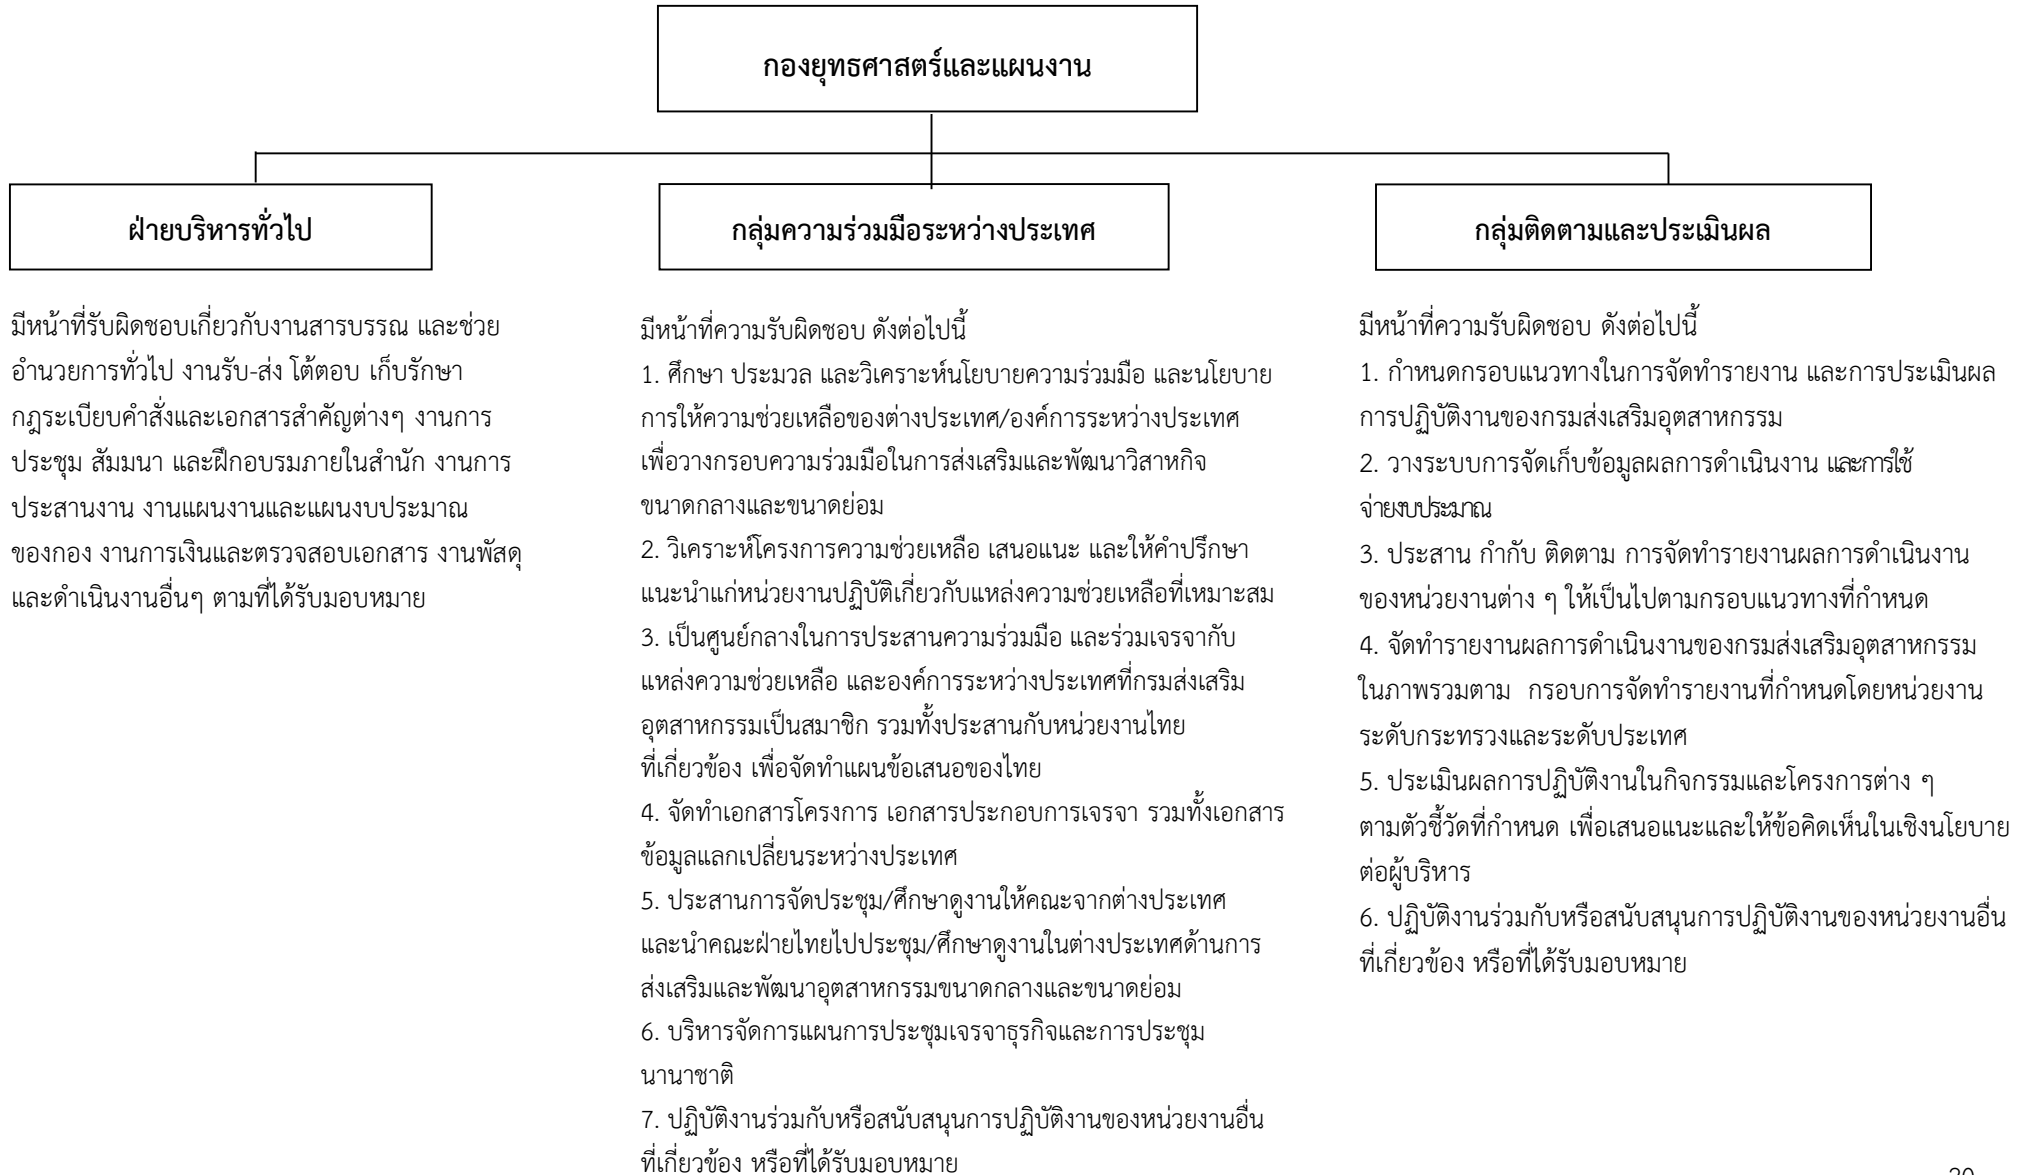 กองยุทธศาสตร์และแผนงาน
ฝ่ายบริหารทั่วไป
มีหน้าที่รับผิดชอบเกี่ยวกับงานสารบรรณ และช่วย
อำนวยการทั่วไป งานรับ-ส่ง โต้ตอบ เก็บรักษา
กฎระเบียบคำสั่งและเอกสารสำคัญต่างๆ งานการ
ประชุม สัมมนา และฝึกอบรมภายในสำนัก งานการ
ประสานงาน งานแผนงานและแผนงบประมาณ
ของกอง งานการเงินและตรวจสอบเอกสาร งานพัสดุ
และดำเนินงานอื่นๆ ตามที่ได้รับมอบหมาย
กลุ่มความร่วมมือระหว่างประเทศ
มีหน้าที่ความรับผิดชอบ ดังต่อไปนี้
1. ศึกษา ประมวล และวิเคราะห์นโยบายความร่วมมือ และนโยบาย
การให้ความช่วยเหลือของต่างประเทศ/องค์การระหว่างประเทศ
เพื่อวางกรอบความร่วมมือในการส่งเสริมและพัฒนาวิสาหกิจ
ขนาดกลางและขนาดย่อม
2. วิเคราะห์โครงการความช่วยเหลือ เสนอแนะ และให้คำปรึกษา
แนะนำแก่หน่วยงานปฏิบัติเกี่ยวกับแหล่งความช่วยเหลือที่เหมาะสม
3. เป็นศูนย์กลางในการประสานความร่วมมือ และร่วมเจรจากับ
แหล่งความช่วยเหลือ และองค์การระหว่างประเทศที่กรมส่งเสริม
อุตสาหกรรมเป็นสมาชิก รวมทั้งประสานกับหน่วยงานไทย
ที่เกี่ยวข้อง เพื่อจัดทำแผนข้อเสนอของไทย
4. จัดทำเอกสารโครงการ เอกสารประกอบการเจรจา รวมทั้งเอกสาร
ข้อมูลแลกเปลี่ยนระหว่างประเทศ
5. ประสานการจัดประชุม/ศึกษาดูงานให้คณะจากต่างประเทศ
และนำคณะฝ่ายไทยไปประชุม/ศึกษาดูงานในต่างประเทศด้านการ
ส่งเสริมและพัฒนาอุตสาหกรรมขนาดกลางและขนาดย่อม
6. บริหารจัดการแผนการประชุมเจรจาธุรกิจและการประชุม
นานาชาติ
7. ปฏิบัติงานร่วมกับหรือสนับสนุนการปฏิบัติงานของหน่วยงานอื่น
ที่เกี่ยวข้อง หรือที่ได้รับมอบหมาย
กลุ่มติดตามและประเมินผล
มีหน้าที่ความรับผิดชอบ ดังต่อไปนี้
1. กำหนดกรอบแนวทางในการจัดทำรายงาน และการประเมินผล
การปฏิบัติงานของกรมส่งเสริมอุตสาหกรรม
2. วางระบบการจัดเก็บข้อมูลผลการดำเนินงาน และการใช้
จ่ายงบประมาณ
3. ประสาน กำกับ ติดตาม การจัดทำรายงานผลการดำเนินงาน
ของหน่วยงานต่าง ๆ ให้เป็นไปตามกรอบแนวทางที่กำหนด
4. จัดทำรายงานผลการดำเนินงานของกรมส่งเสริมอุตสาหกรรม
ในภาพรวมตาม กรอบการจัดทำรายงานที่กำหนดโดยหน่วยงาน
ระดับกระทรวงและระดับประเทศ
5. ประเมินผลการปฏิบัติงานในกิจกรรมและโครงการต่าง ๆ
ตามตัวชี้วัดที่กำหนด เพื่อเสนอแนะและให้ข้อคิดเห็นในเชิงนโยบาย
ต่อผู้บริหาร
6. ปฏิบัติงานร่วมกับหรือสนับสนุนการปฏิบัติงานของหน่วยงานอื่น
ที่เกี่ยวข้อง หรือที่ได้รับมอบหมาย